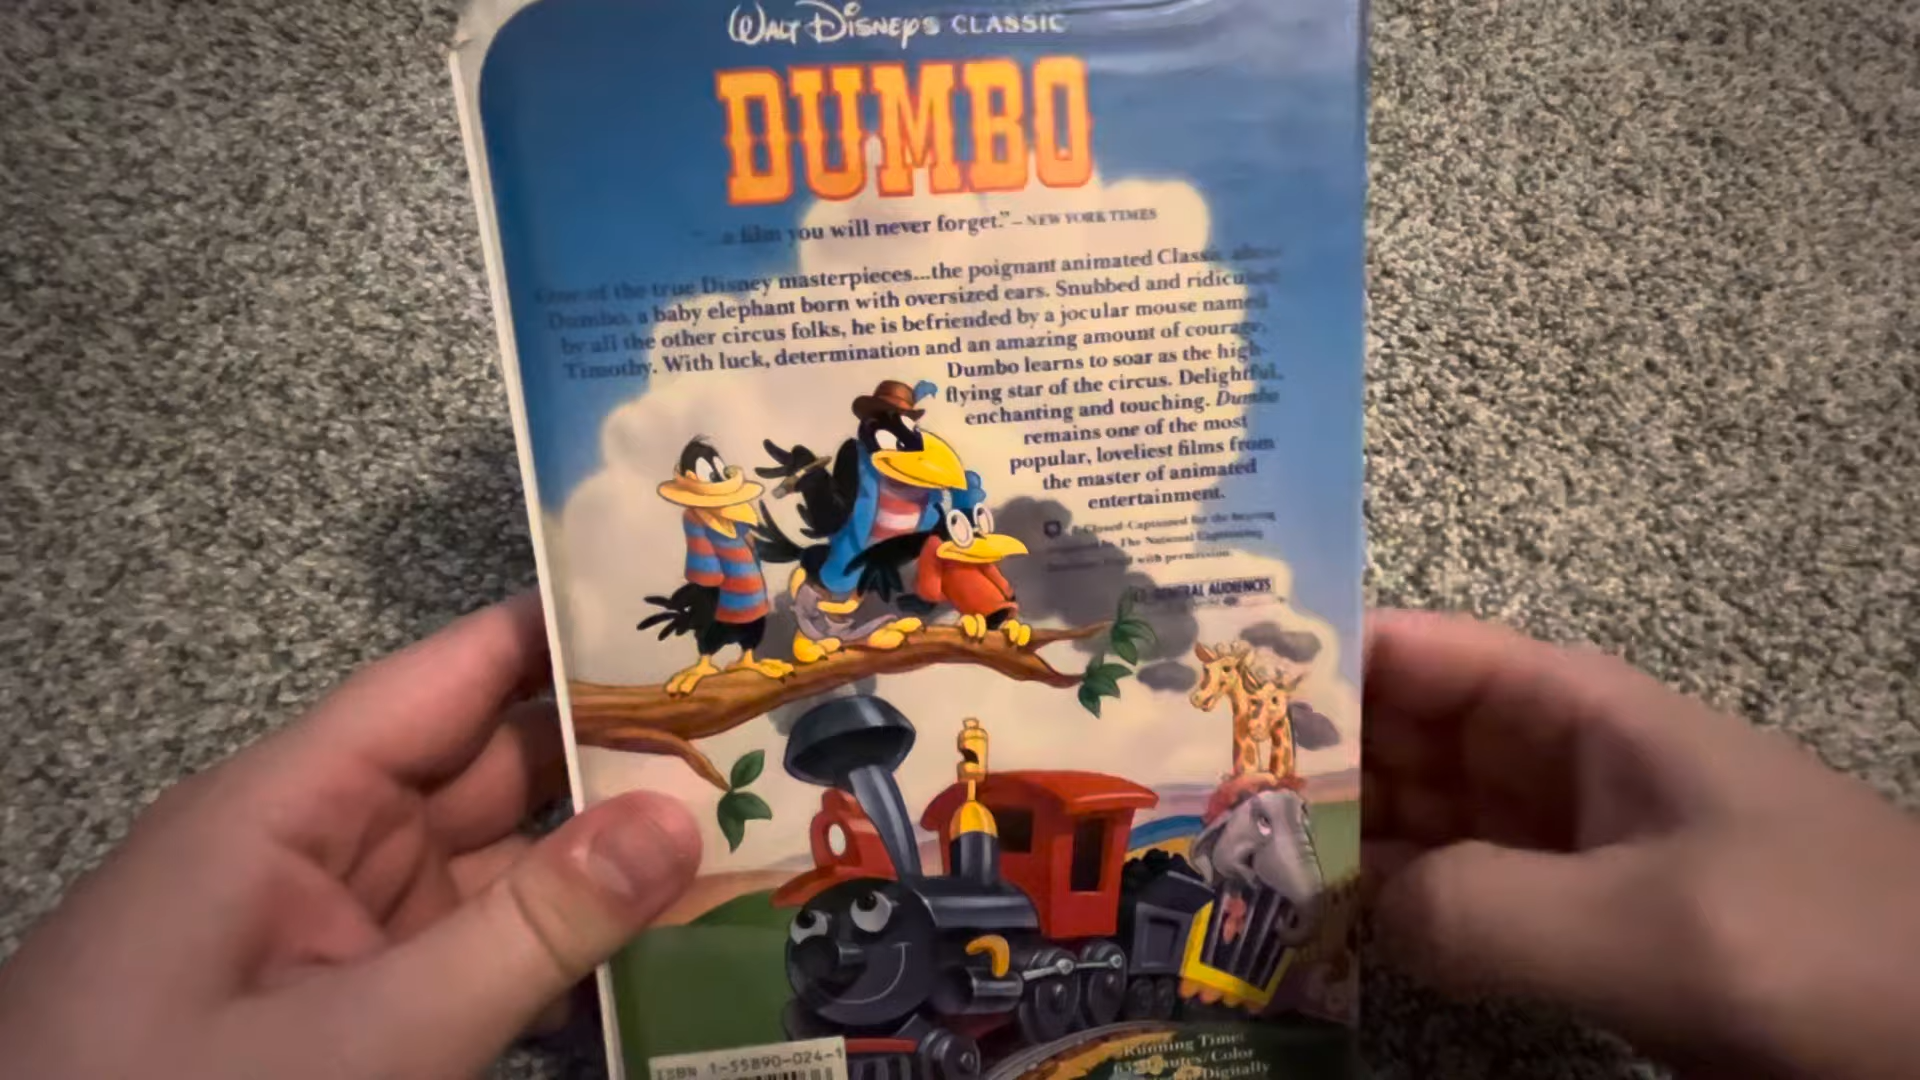 WALT DISNEY'S CLASSIC
DUMBO
"...a film you will never forget." – NEW YORK TIMES
One of the true Disney masterpieces...the poignant animated Classic about
Dumbo, a baby elephant born with oversized ears. Snubbed and ridiculed
by all the other circus folks, he is befriended by a jocular mouse named
Timothy. With luck, determination and an amazing amount of courage,
Dumbo learns to soar as the high-
flying star of the circus. Delightful,
enchanting and touching. Dumbo
remains one of the most
popular, loveliest films from
the master of animated
entertainment.
Closed-Captioned for the hearing
by The National Captioning
with permission.
GENERAL AUDIENCES
ISBN 1-55890-024-1
Running Time:
/Color
Digitally